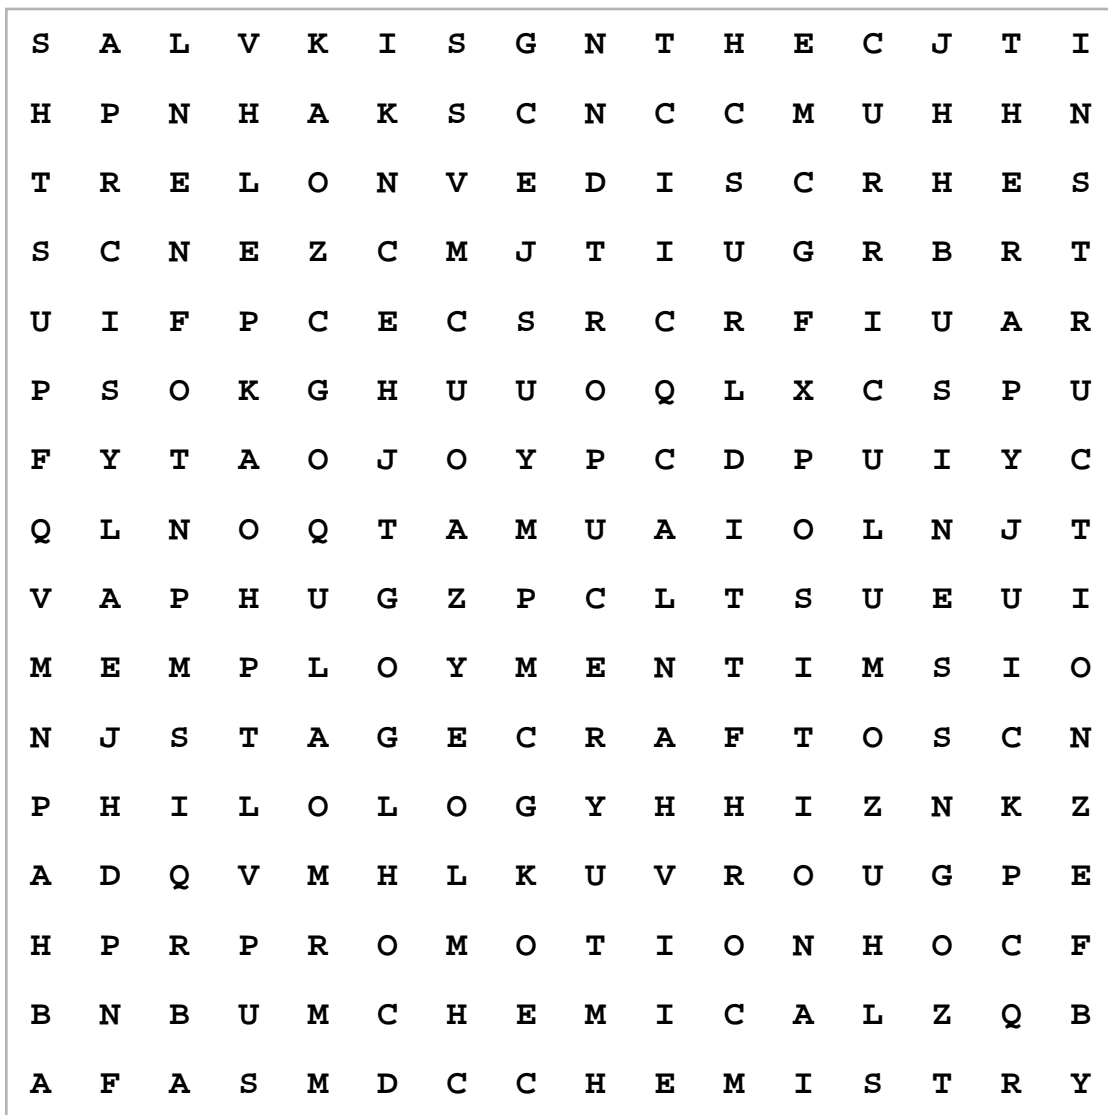 S A L V K I S G N T H E C J T I
H P N H A K S C N C C M U H H N
T R E L O N V E D I S C R H E S
S C N E Z C M J T I U G R B R T
U I F P C E C S R C R F I U A R
P S O K G H U U O Q L X C S P U
F Y T A O J O Y P C D P U I Y C
Q L N O Q T A M U A I O L N J T
V A P H U G Z P C L T S U E U I
M E M P L O Y M E N T I M S I O
N J S T A G E C R A F T O S C N
P H I L O L O G Y H H I Z N K Z
A D Q V M H L K U V R O U G P E
H P R P R O M O T I O N H O C F
B N B U M C H E M I C A L Z Q B
A F A S M D C C H E M I S T R Y